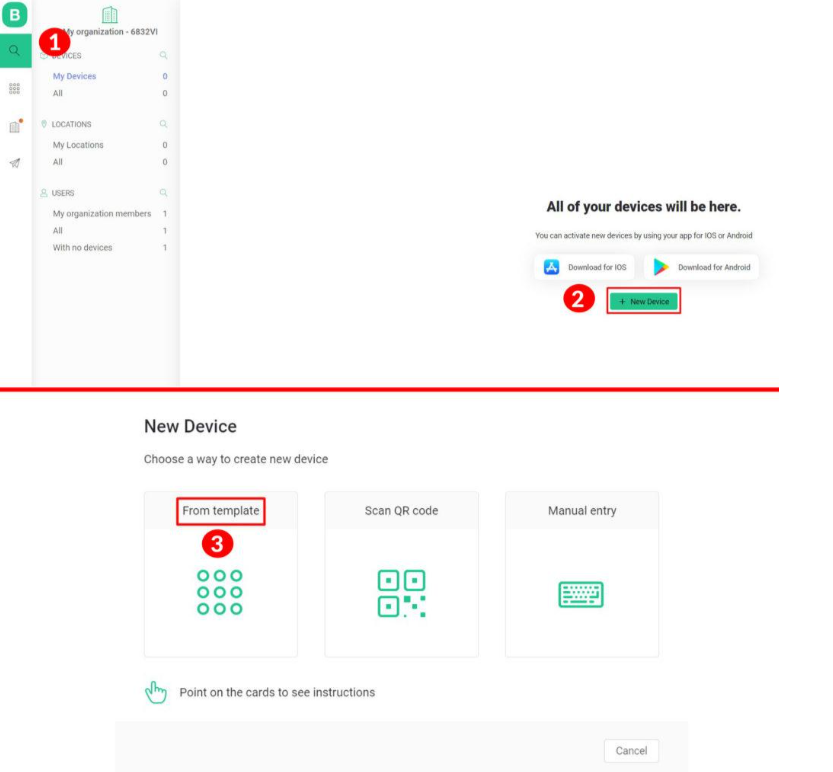 B
My organization - 6832VI
1
DEVICES
My Devices 0
All 0
LOCATIONS
My Locations 0
All 0
USERS
My organization members 1
All 1
With no devices 1
All of your devices will be here.
You can activate new devices by using your app for IOS or Android
Download for IOS Download for Android
2
+ New Device
New Device
Choose a way to create new device
From template Scan QR code Manual entry
3
Point on the cards to see instructions
Cancel